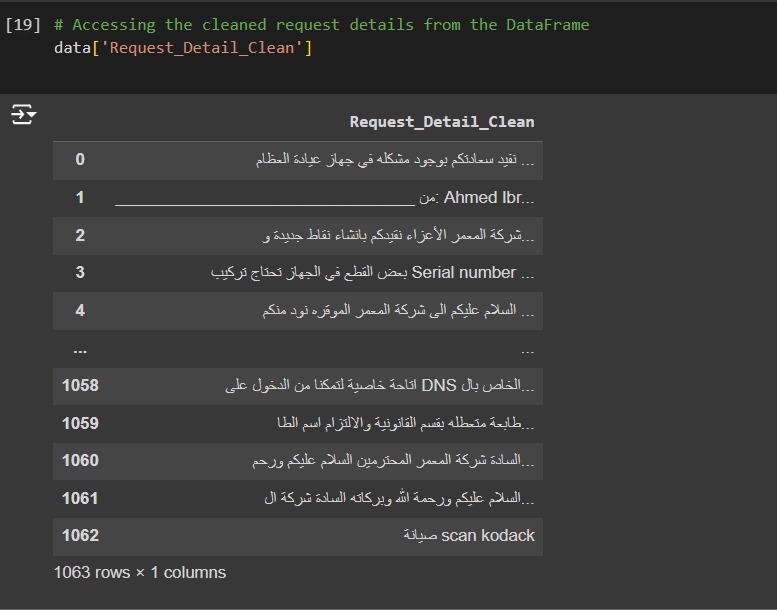 [19] # Accessing the cleaned request details from the DataFrame
data['Request_Detail_Clean']
Request_Detail_Clean
0 نفيد سعادتكم بوجود مشكله في جهاز عيادة العظام ...
1 من: Ahmed Ibr... ________________________________
2 شركة المعمر الأعزاء نفيدكم بانشاء نقاط جديدة و...
3 بعض القطع في الجهاز تحتاج تركيب Serial number ...
4 السلام عليكم الى شركة المعمر الموقره نود منكم ...
... ...
1058 الخاص بال DNS اتاحة خاصية لتمكنا من الدخول على...
1059 طابعة متعطله بقسم القانونية والالتزام اسم الطا...
1060 السادة شركة المعمر المحترمين السلام عليكم ورحم...
1061 السلام عليكم ورحمة الله وبركاته السادة شركة ال...
1062 صيانة scan kodack
1063 rows × 1 columns